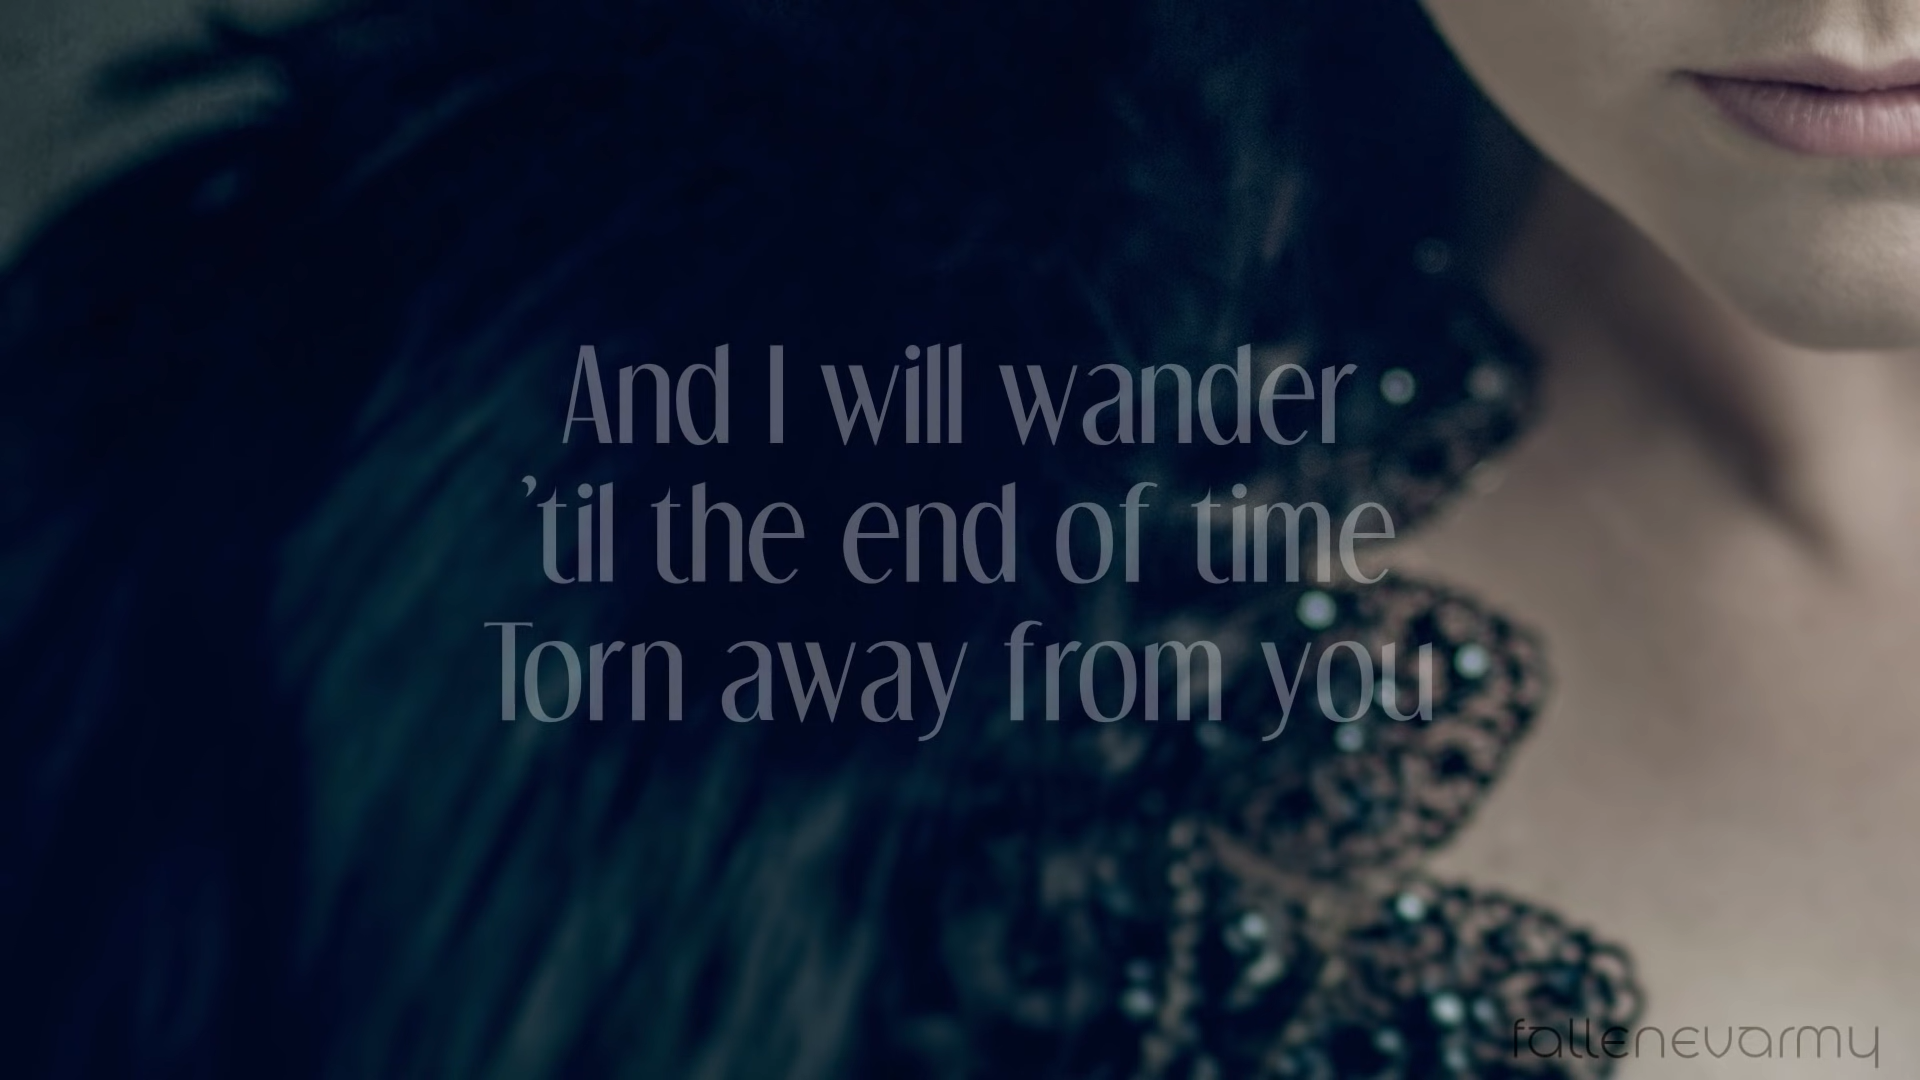 And I will wander
’til the end of time
Torn away from you
fallenevarmy